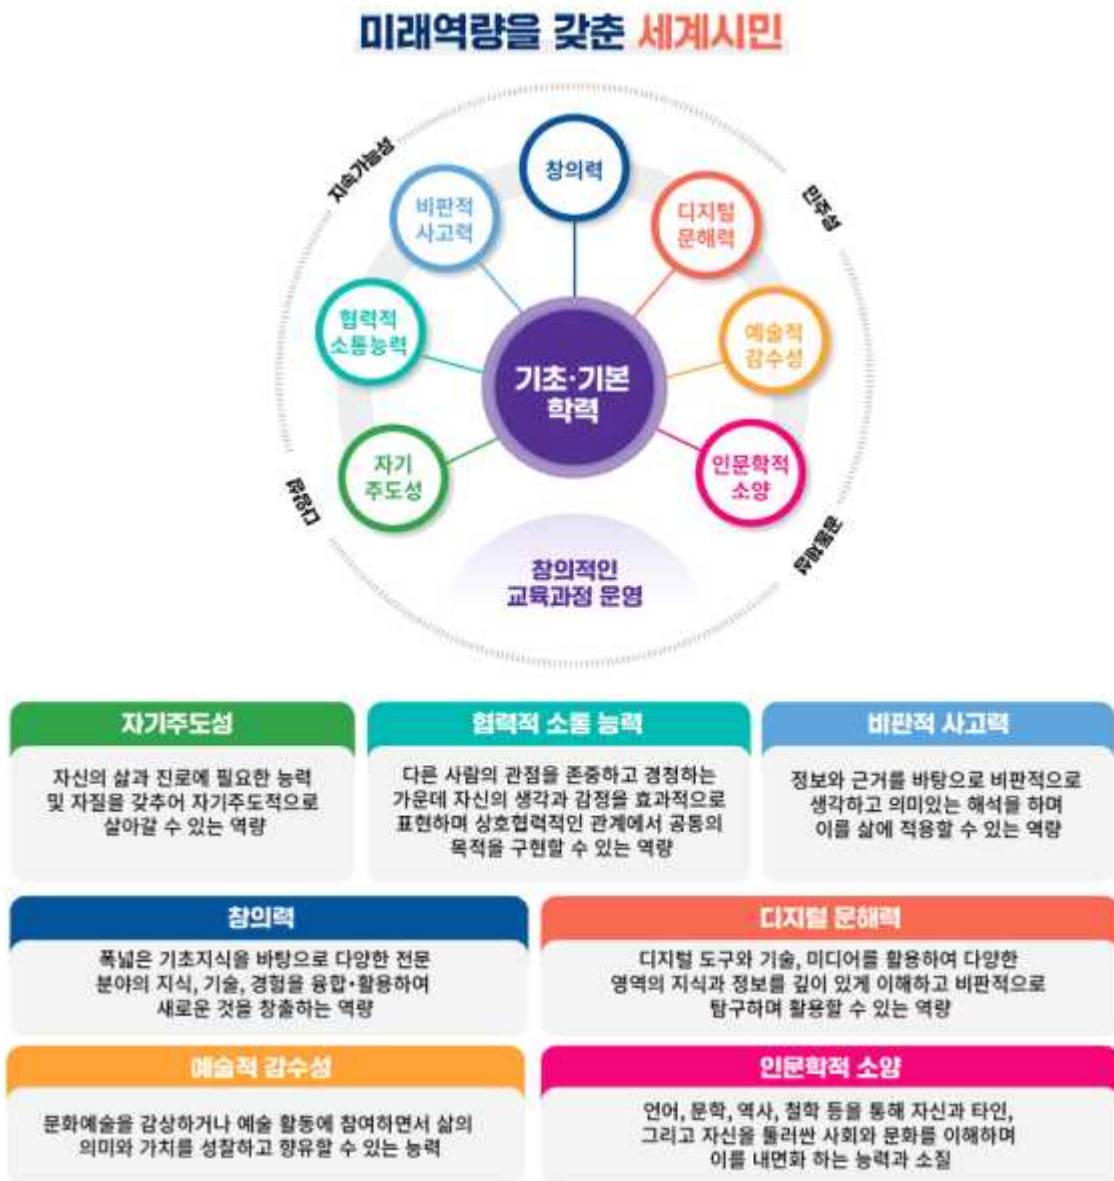 미래역량을 갖춘 세계시민
지속가능성
민주성
창의력
비판적
사고력
디지털
문해력
협력적
소통능력
예술적
감수성
기초·기본
학력
자기
주도성
인문학적
소양
다양성
공동체성
창의적인
교육과정 운영
자기주도성
자신의 삶과 진로에 필요한 능력
및 자질을 갖추어 자기주도적으로
살아갈 수 있는 역량
협력적 소통 능력
다른 사람의 관점을 존중하고 경청하는
가운데 자신의 생각과 감정을 효과적으로
표현하며 상호협력적인 관계에서 공통의
목적을 구현할 수 있는 역량
비판적 사고력
정보와 근거를 바탕으로 비판적으로
생각하고 의미있는 해석을 하며
이를 삶에 적용할 수 있는 역량
창의력
폭넓은 기초지식을 바탕으로 다양한 전문
분야의 지식, 기술, 경험을 융합·활용하여
새로운 것을 창출하는 역량
디지털 문해력
디지털 도구와 기술, 미디어를 활용하여 다양한
영역의 지식과 정보를 깊이 있게 이해하고 비판적으로
탐구하며 활용할 수 있는 역량
예술적 감수성
문화예술을 감상하거나 예술 활동에 참여하면서 삶의
의미와 가치를 성찰하고 향유할 수 있는 능력
인문학적 소양
언어, 문학, 역사, 철학 등을 통해 자신과 타인,
그리고 자신을 둘러싼 사회와 문화를 이해하며
이를 내면화 하는 능력과 소질